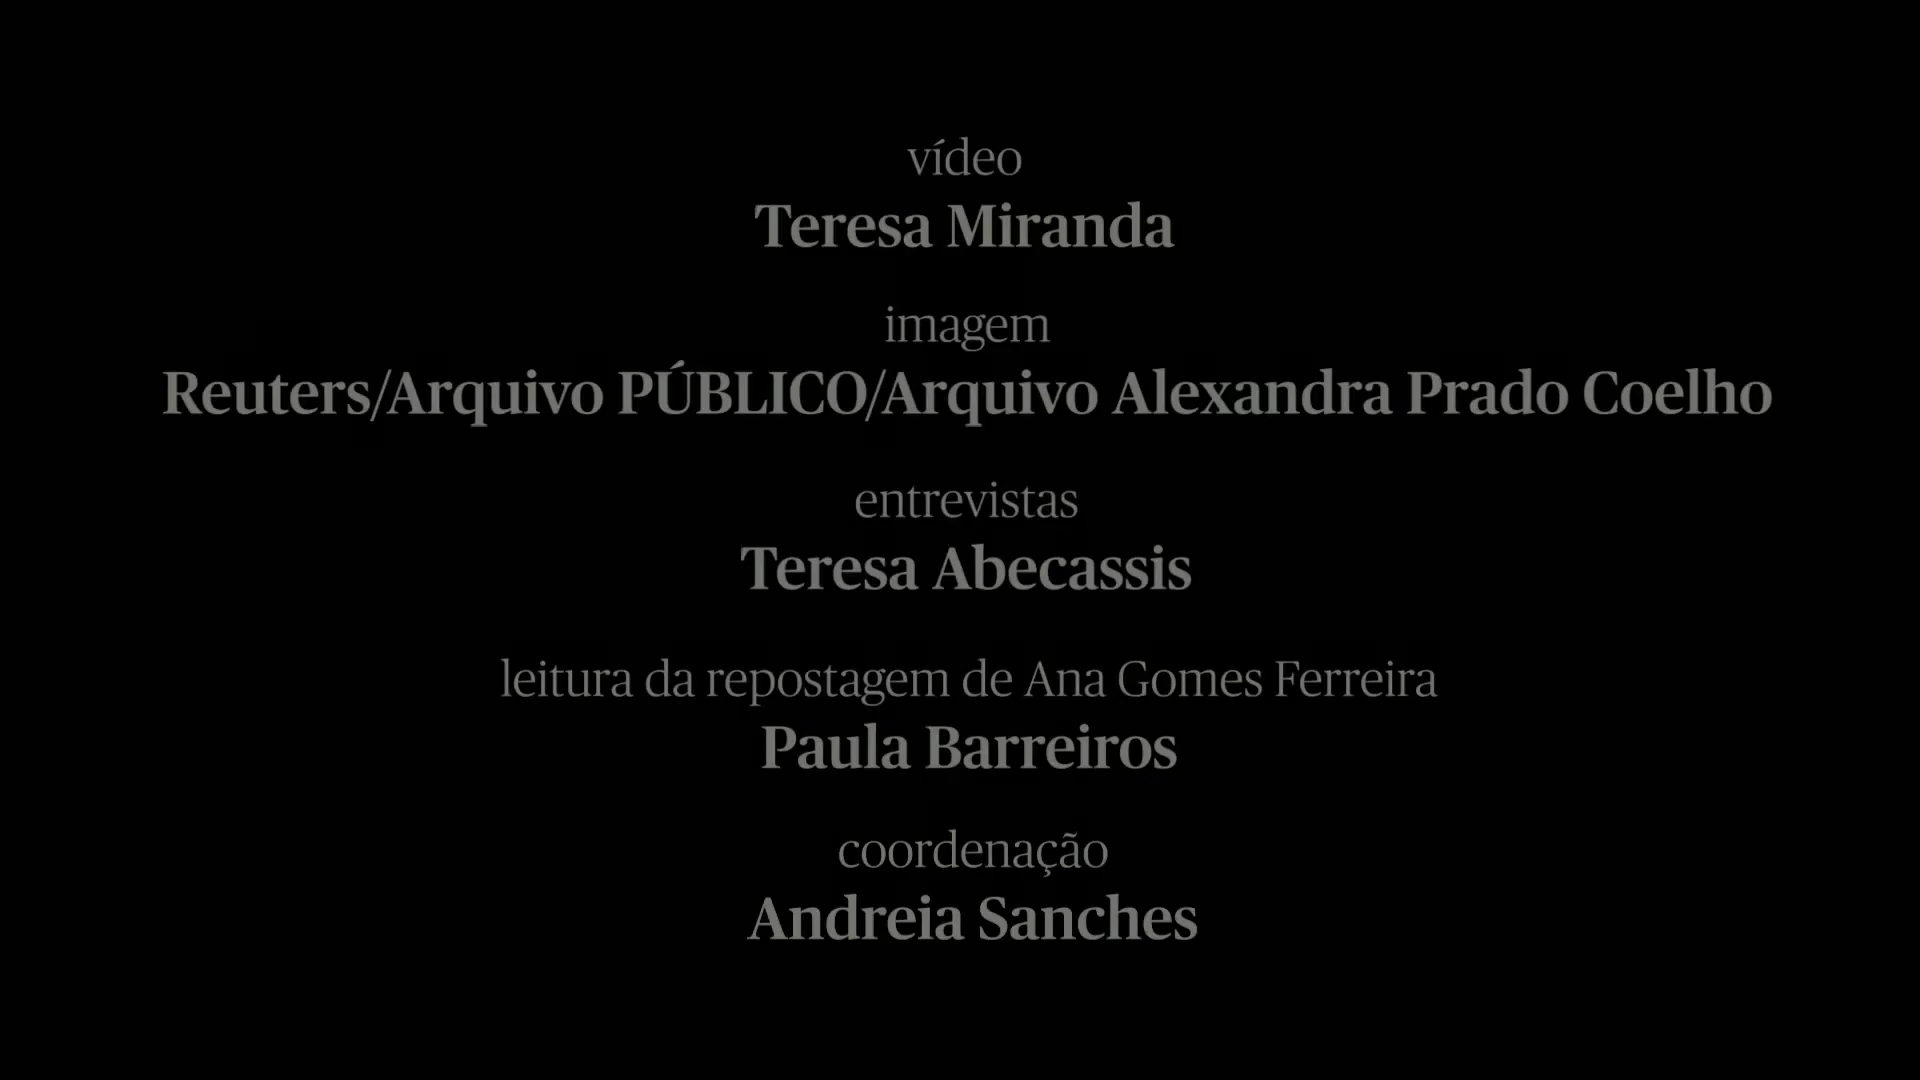 vídeo
Teresa Miranda
imagem
Reuters/Arquivo PÚBLICO/Arquivo Alexandra Prado Coelho
entrevistas
Teresa Abecassis
leitura da repostagem de Ana Gomes Ferreira
Paula Barreiros
coordenação
Andreia Sanches